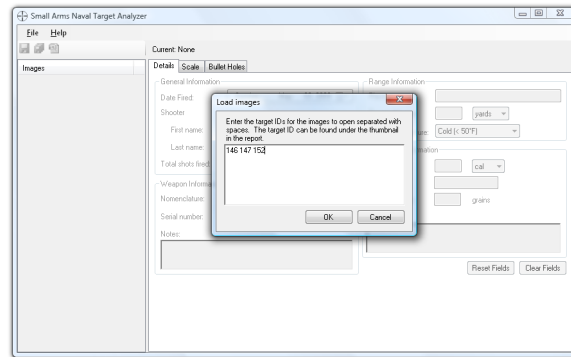 Small Arms Naval Target Analyzer
File Help
Current: None
Images
Details Scale Bullet Holes
General Information
Date Fired:
Shooter
First name:
Last name:
Total shots fired
Weapon Informa
Nomenclature:
Serial number:
Notes:
Load images
Enter the target IDs for the images to open separated with
spaces. The target ID can be found under the thumbnail
in the report.
146 147 152
OK Cancel
Range Information
yards
Cold (< 50°F)
cal
grains
Reset Fields Clear Fields